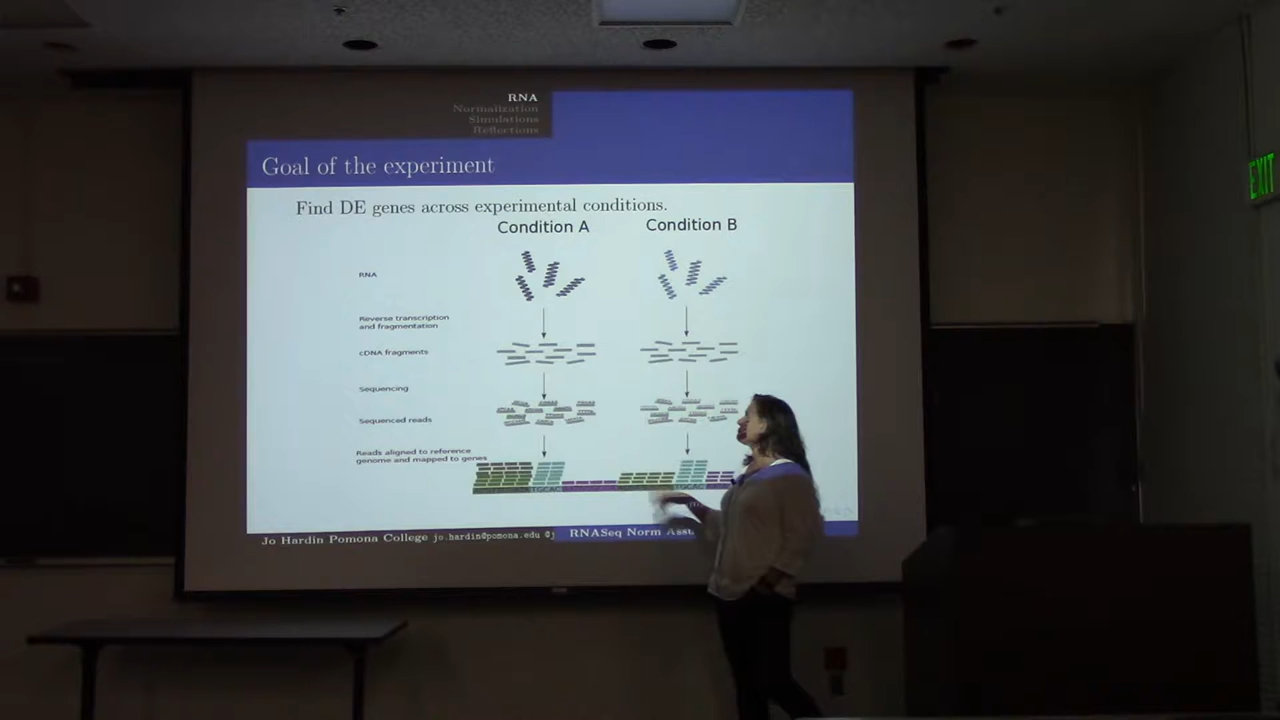 RNA
Normalization
Simulations
Reflections
Goal of the experiment
Find DE genes across experimental conditions.
Condition A
Condition B
RNA
Reverse transcription
and fragmentation
cDNA fragments
Sequencing
Sequenced reads
Reads aligned to reference
genome and mapped to genes
Jo Hardin Pomona College jo.hardin@pomona.edu @j
RNASeq Norm Assu
EXIT